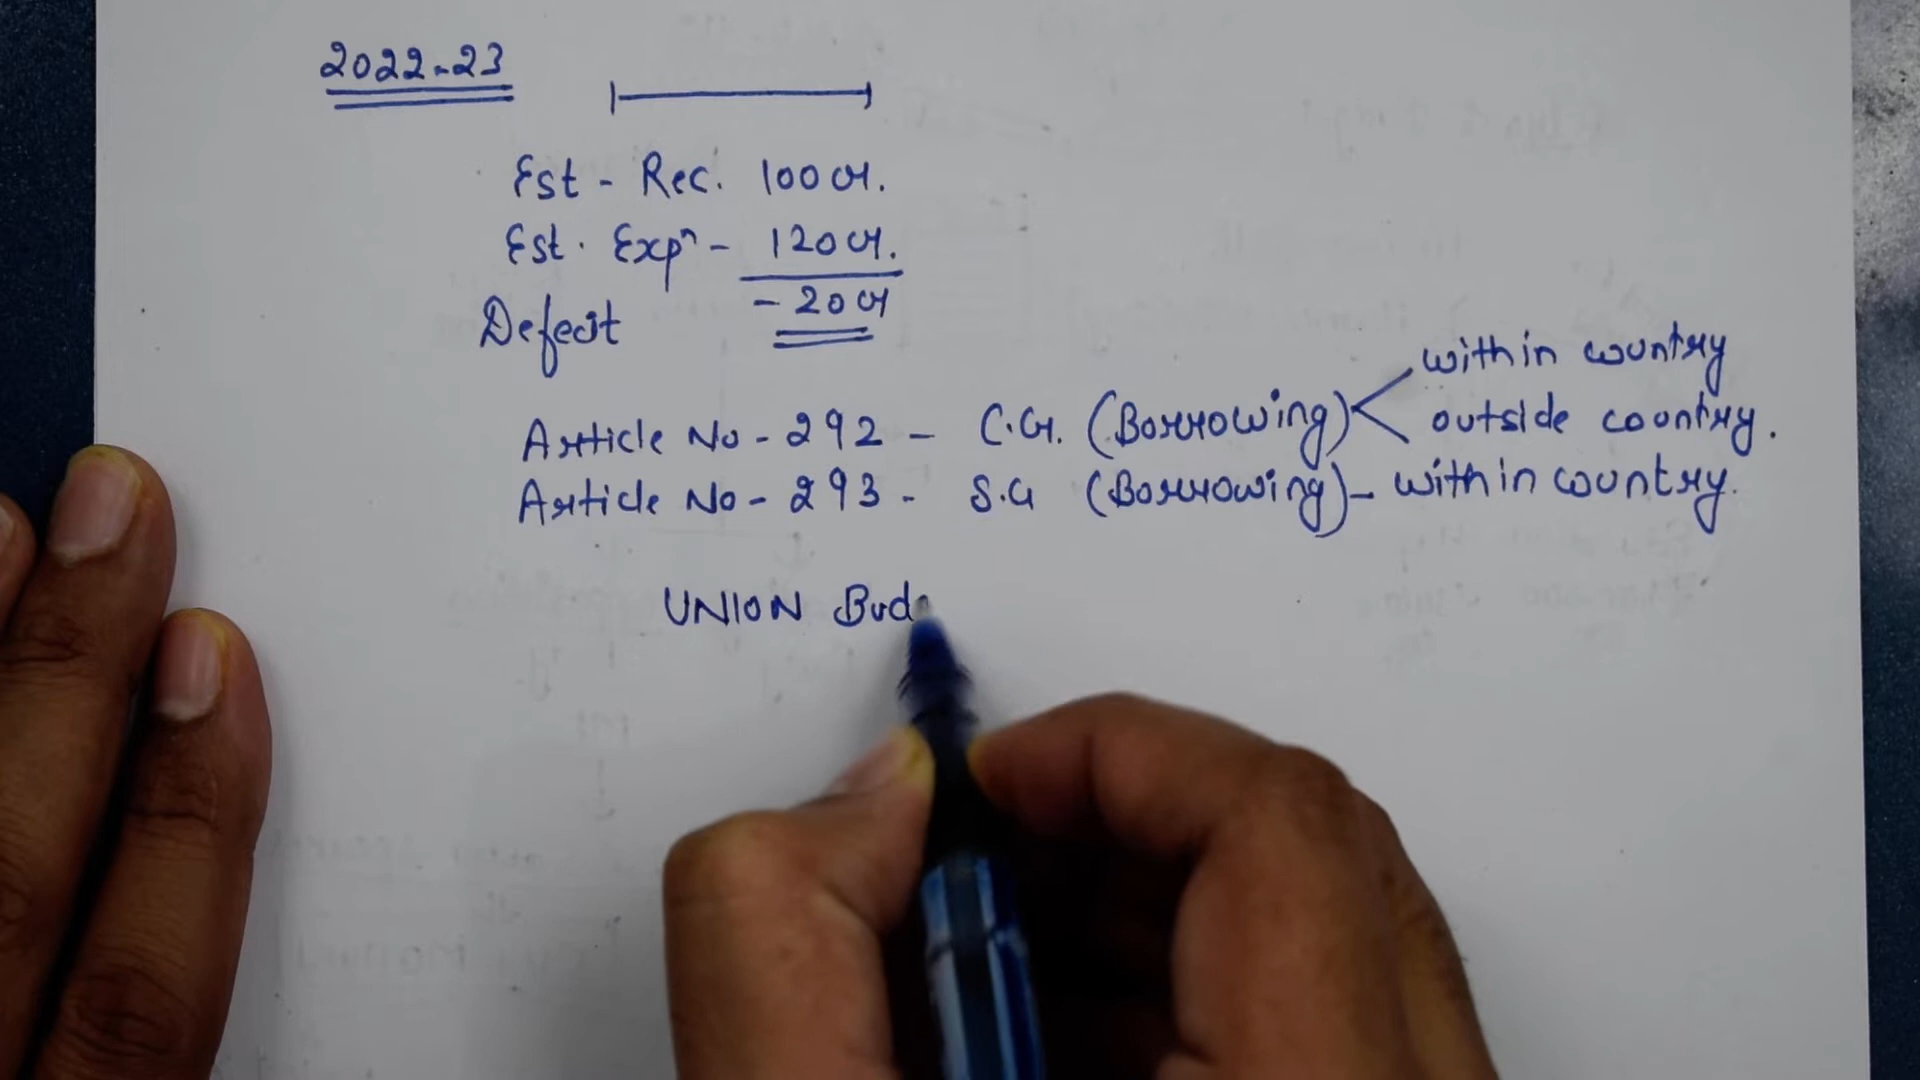 2022-23
Est - Rec. 100 cr.
Est. Expn - 120 cr.
Defecit - 20 cr
Article No - 292 - C.G. (Borrowing) within country
outside country.
Article No - 293 - S.G (Borrowing) - within country.
UNION Bud